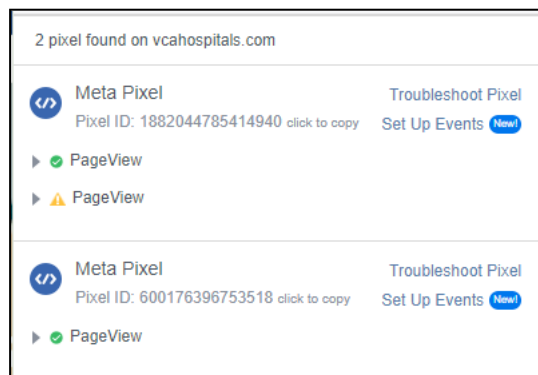 2 pixel found on vcahospitals.com
Meta Pixel
Troubleshoot Pixel
Pixel ID: 1882044785414940 click to copy
Set Up Events New!
PageView
PageView
Meta Pixel
Troubleshoot Pixel
Pixel ID: 600176396753518 click to copy
Set Up Events New!
PageView